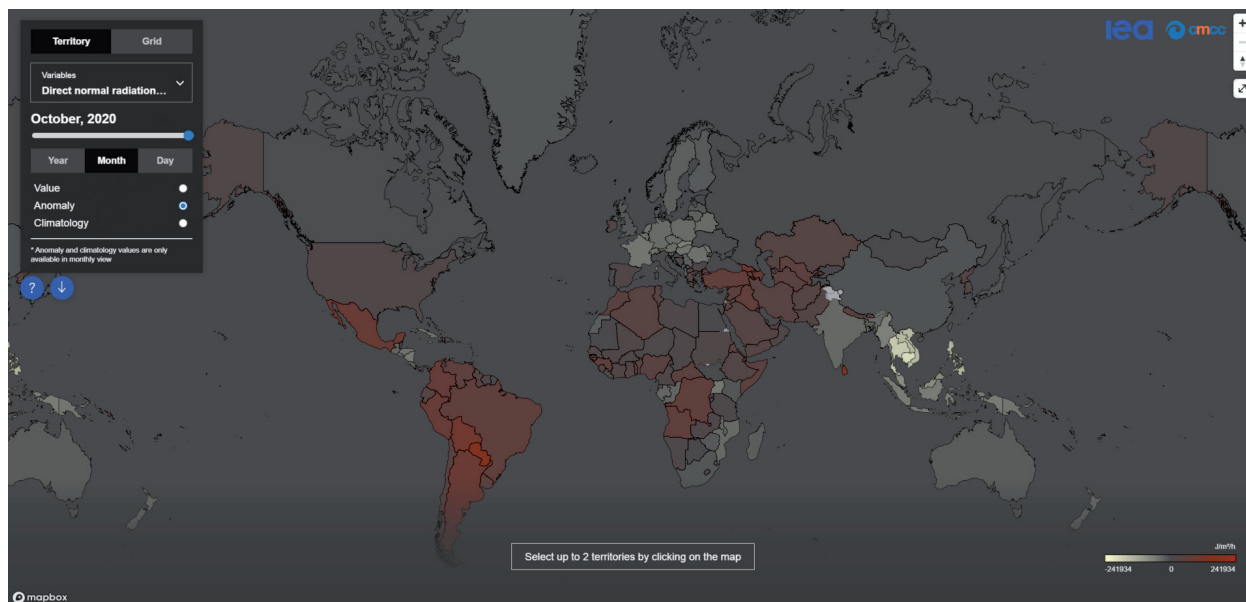 Territory Grid
Variables
Direct normal radiation...
October, 2020
Year Month Day
Value
Anomaly
Climatology
* Anomaly and climatology values are only
available in monthly view
? ↓
iea cmcc
+
−
Select up to 2 territories by clicking on the map
J/m²/h
-241934 0 241934
mapbox